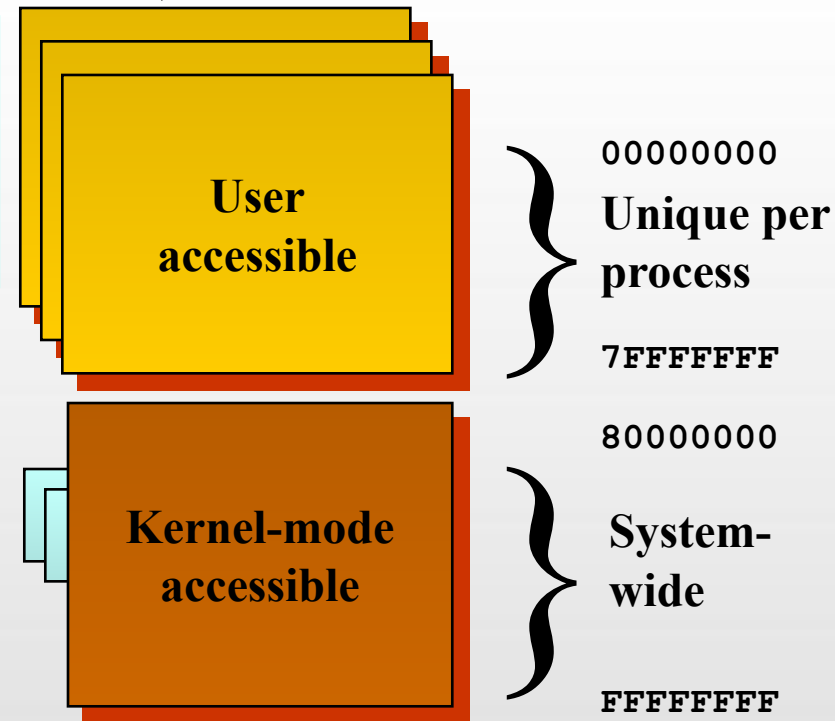 User
accessible
00000000
Unique per
process
7FFFFFFF
80000000
Kernel-mode
accessible
System-
wide
FFFFFFFF